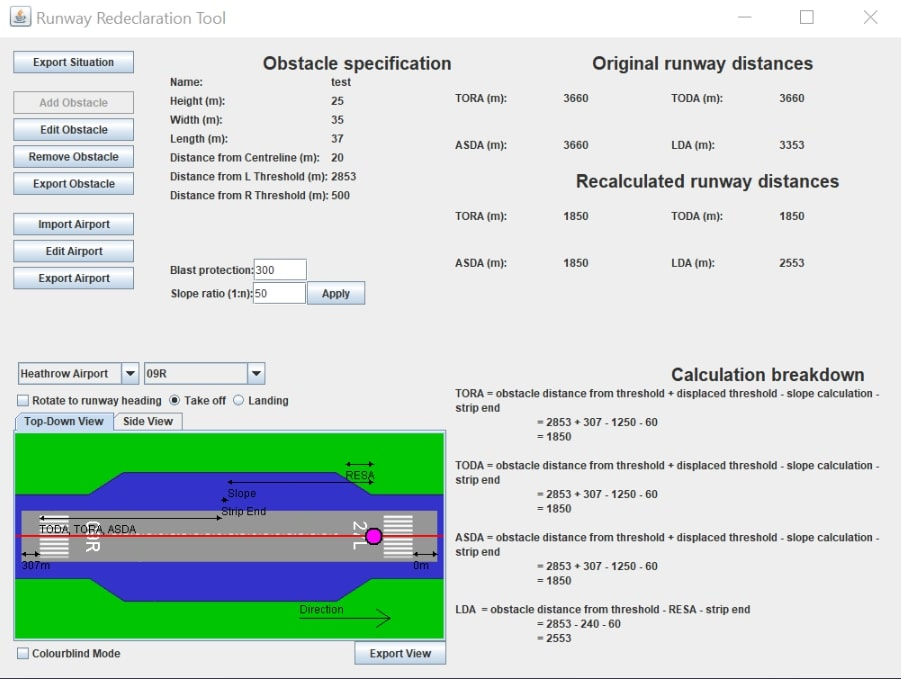 Runway Redeclaration Tool
Export Situation
Add Obstacle
Edit Obstacle
Remove Obstacle
Export Obstacle
Import Airport
Edit Airport
Export Airport
Obstacle specification
Name: test
Height (m): 25
Width (m): 35
Length (m): 37
Distance from Centreline (m): 20
Distance from L Threshold (m): 2853
Distance from R Threshold (m): 500
Blast protection: 300
Slope ratio (1:n): 50 Apply
Original runway distances
TORA (m): 3660 TODA (m): 3660
ASDA (m): 3660 LDA (m): 3353
Recalculated runway distances
TORA (m): 1850 TODA (m): 1850
ASDA (m): 1850 LDA (m): 2553
Heathrow Airport 09R
Rotate to runway heading Take off Landing
Top-Down View Side View
RESA
Slope
Strip End
TODA, TORA, ASDA
09R
27L
307m 0m
Direction
Colourblind Mode Export View
Calculation breakdown
TORA = obstacle distance from threshold + displaced threshold - slope calculation -
strip end
= 2853 + 307 - 1250 - 60
= 1850
TODA = obstacle distance from threshold + displaced threshold - slope calculation -
strip end
= 2853 + 307 - 1250 - 60
= 1850
ASDA = obstacle distance from threshold + displaced threshold - slope calculation -
strip end
= 2853 + 307 - 1250 - 60
= 1850
LDA = obstacle distance from threshold - RESA - strip end
= 2853 - 240 - 60
= 2553